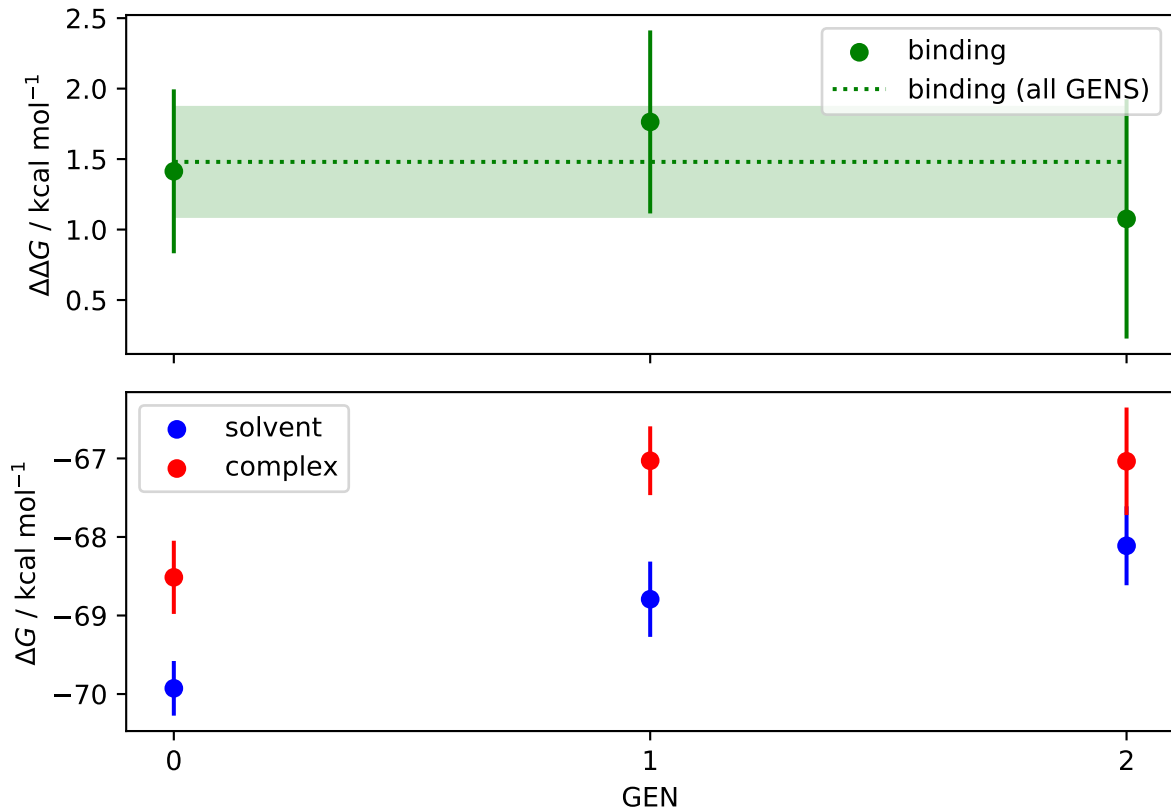 2.5
2.0
1.5
1.0
0.5
ΔΔG / kcal mol⁻¹
binding
binding (all GENS)
solvent
complex
−67
−68
−69
−70
ΔG / kcal mol⁻¹
0 1 2
GEN